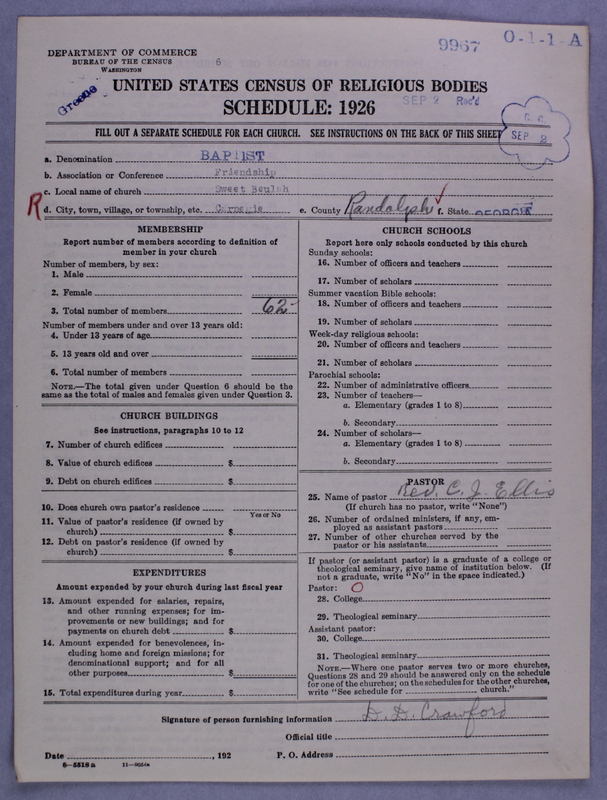 9967 O-1-1-A
DEPARTMENT OF COMMERCE
BUREAU OF THE CENSUS 6
WASHINGTON
Greene
UNITED STATES CENSUS OF RELIGIOUS BODIES
SCHEDULE: 1926
SEP 2 Rec'd
FILL OUT A SEPARATE SCHEDULE FOR EACH CHURCH. SEE INSTRUCTIONS ON THE BACK OF THIS SHEET
SEP 2
a. Denomination BAPTIST
b. Association or Conference Friendship
c. Local name of church Sweet Beulah
R d. City, town, village, or township, etc. Carnegie e. County Randolph f. State GEORGIA
MEMBERSHIP
Report number of members according to definition of
member in your church
Number of members, by sex:
1. Male
2. Female
3. Total number of members 62
Number of members under and over 13 years old:
4. Under 13 years of age
5. 13 years old and over
6. Total number of members
NOTE.—The total given under Question 6 should be the
same as the total of males and females given under Question 3.
CHURCH BUILDINGS
See instructions, paragraphs 10 to 12
7. Number of church edifices
8. Value of church edifices $
9. Debt on church edifices $
10. Does church own pastor's residence
Yes or No
11. Value of pastor's residence (if owned by
church) $
12. Debt on pastor's residence (if owned by
church) $
EXPENDITURES
Amount expended by your church during last fiscal year
13. Amount expended for salaries, repairs,
and other running expenses; for im-
provements or new buildings; and for
payments on church debt $
14. Amount expended for benevolences, in-
cluding home and foreign missions; for
denominational support; and for all
other purposes $
15. Total expenditures during year $
CHURCH SCHOOLS
Report here only schools conducted by this church
Sunday schools:
16. Number of officers and teachers
17. Number of scholars
Summer vacation Bible schools:
18. Number of officers and teachers
19. Number of scholars
Week-day religious schools:
20. Number of officers and teachers
21. Number of scholars
Parochial schools:
22. Number of administrative officers
23. Number of teachers—
a. Elementary (grades 1 to 8)
b. Secondary
24. Number of scholars—
a. Elementary (grades 1 to 8)
b. Secondary
PASTOR
25. Name of pastor Rev. C. J. Ellis
(If church has no pastor, write "None")
26. Number of ordained ministers, if any, em-
ployed as assistant pastors
27. Number of other churches served by the
pastor or his assistants
If pastor (or assistant pastor) is a graduate of a college or
theological seminary, give name of institution below. (If
not a graduate, write "No" in the space indicated.)
Pastor: O
28. College
29. Theological seminary
Assistant pastor:
30. College
31. Theological seminary
NOTE.—Where one pastor serves two or more churches,
Questions 28 and 29 should be answered only on the schedule
for one of the churches; on the schedules for the other churches,
write "See schedule for church."
Signature of person furnishing information D. D. Crawford
Official title
Date , 192 P. O. Address
8—5518a 11—9054a